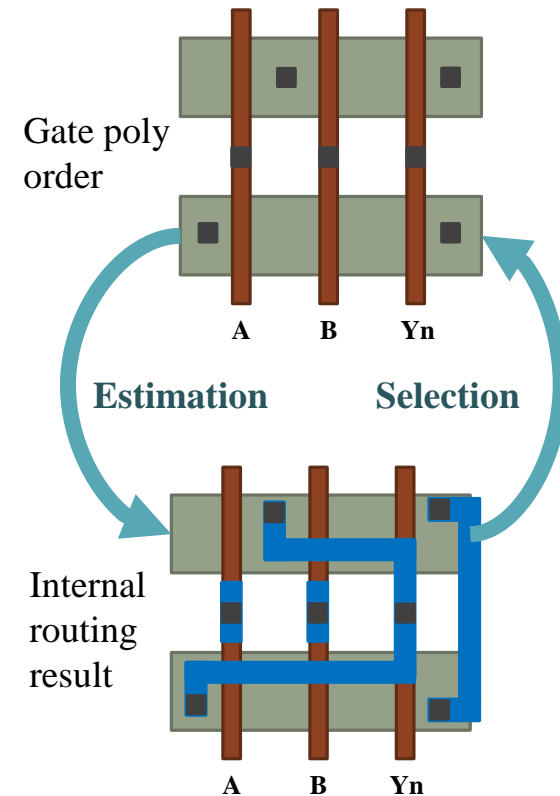 Gate poly
order
A B Yn
Estimation Selection
Internal
routing
result
A B Yn